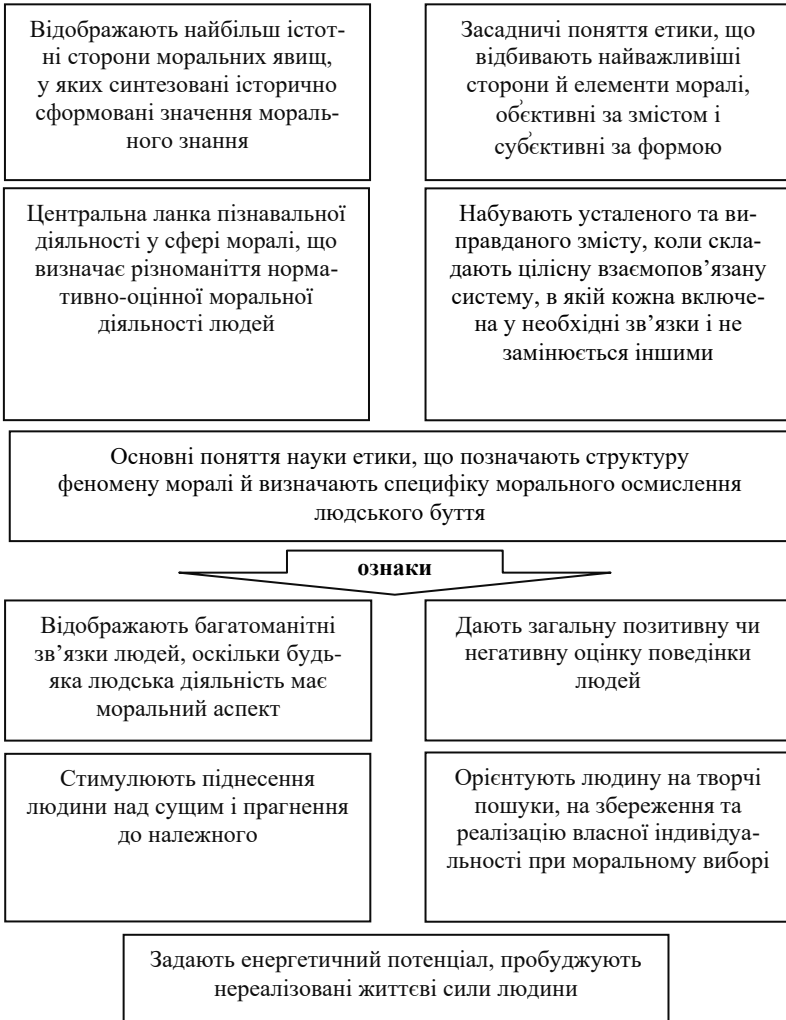 Відображають найбільш істот-
ні сторони моральних явищ,
у яких синтезовані історично
сформовані значення мораль-
ного знання
Засадничі поняття етики, що
відбивають найважливіші
сторони й елементи моралі,
об'єктивні за змістом і
суб'єктивні за формою
Центральна ланка пізнавальної
діяльності у сфері моралі, що
визначає різноманіття норма-
тивно-оцінної моральної
діяльності людей
Набувають усталеного та ви-
правданого змісту, коли скла-
дають цілісну взаємопов’язану
систему, в якій кожна включе-
на у необхідні зв’язки і не
замінюється іншими
Основні поняття науки етики, що позначають структуру
феномену моралі й визначають специфіку морального осмислення
людського буття
ознаки
Відображають багатоманітні
зв’язки людей, оскільки будь-
яка людська діяльність має
моральний аспект
Дають загальну позитивну чи
негативну оцінку поведінки
людей
Стимулюють піднесення
людини над сущим і прагнення
до належного
Орієнтують людину на творчі
пошуки, на збереження та
реалізацію власної індивіду-
альності при моральному виборі
Задають енергетичний потенціал, пробуджують
нереалізовані життєві сили людини